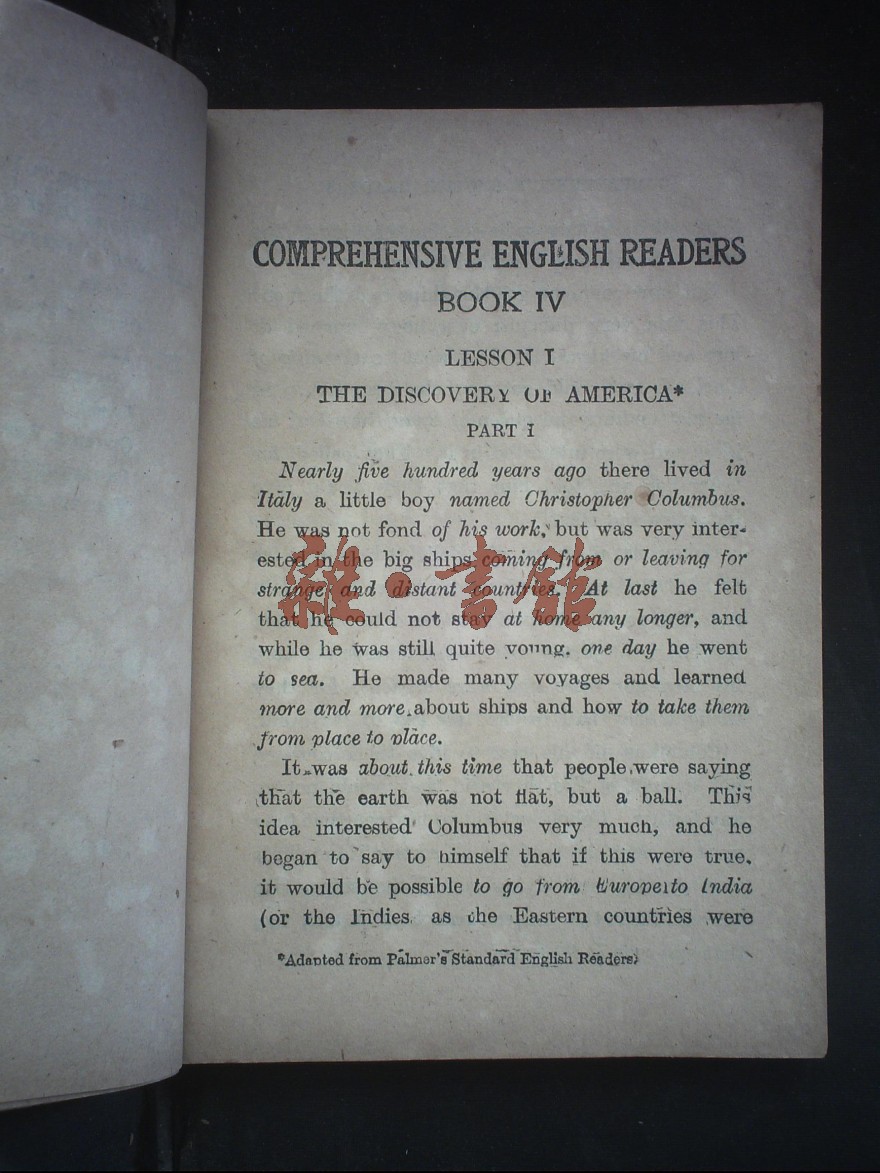 COMPREHENSIVE ENGLISH READERS
BOOK IV
LESSON I
THE DISCOVERY OF AMERICA*
PART I
Nearly five hundred years ago there lived in
Italy a little boy named Christopher Columbus.
He was not fond of his work, but was very inter-
ested in the big ships coming from or leaving for
strange and distant countries. At last he felt
that he could not stay at home any longer, and
while he was still quite young, one day he went
to sea. He made many voyages and learned
more and more about ships and how to take them
from place to place.
It was about this time that people were saying
that the earth was not flat, but a ball. This
idea interested Columbus very much, and he
began to say to himself that if this were true,
it would be possible to go from Europe to India
(or the Indies, as the Eastern countries were
*Adapted from Palmer's Standard English Readers.
雜·書館